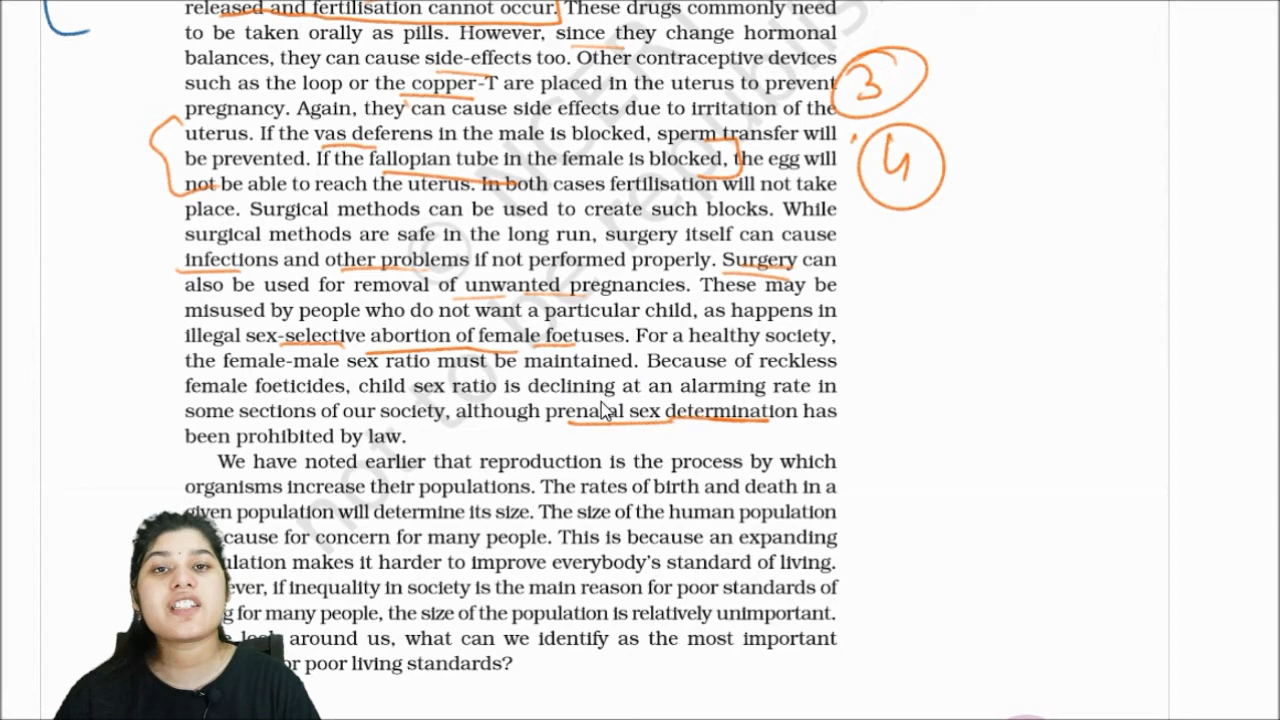 released and fertilisation cannot occur. These drugs commonly need
to be taken orally as pills. However, since they change hormonal
balances, they can cause side-effects too. Other contraceptive devices
such as the loop or the copper-T are placed in the uterus to prevent
pregnancy. Again, they can cause side effects due to irritation of the
uterus. If the vas deferens in the male is blocked, sperm transfer will
be prevented. If the fallopian tube in the female is blocked, the egg will
not be able to reach the uterus. In both cases fertilisation will not take
place. Surgical methods can be used to create such blocks. While
surgical methods are safe in the long run, surgery itself can cause
infections and other problems if not performed properly. Surgery can
also be used for removal of unwanted pregnancies. These may be
misused by people who do not want a particular child, as happens in
illegal sex-selective abortion of female foetuses. For a healthy society,
the female-male sex ratio must be maintained. Because of reckless
female foeticides, child sex ratio is declining at an alarming rate in
some sections of our society, although prenatal sex determination has
been prohibited by law.
We have noted earlier that reproduction is the process by which
organisms increase their populations. The rates of birth and death in a
given population will determine its size. The size of the human population
cause for concern for many people. This is because an expanding
makes it harder to improve everybody's standard of living.
if inequality in society is the main reason for poor standards of
for many people, the size of the population is relatively unimportant.
look around us, what can we identify as the most important
or poor living standards?
3
4
© NCERT
not to be republis